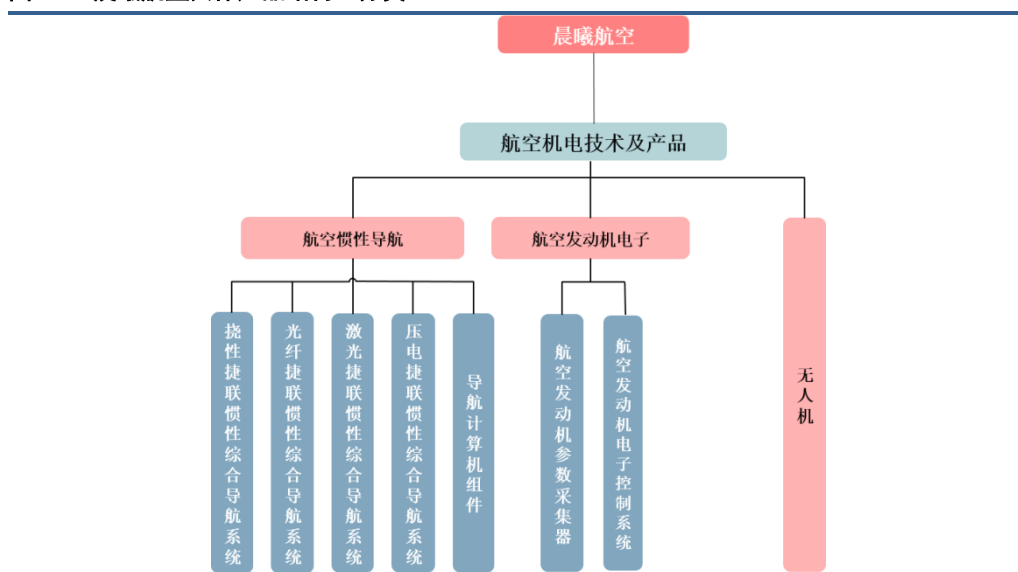 晨曦航空
航空机电技术及产品
航空惯性导航
航空发动机电子
无人机
挠性捷联惯性综合导航系统
光纤捷联惯性综合导航系统
激光捷联惯性综合导航系统
压电捷联惯性综合导航系统
导航计算机组件
航空发动机参数采集器
航空发动机电子控制系统